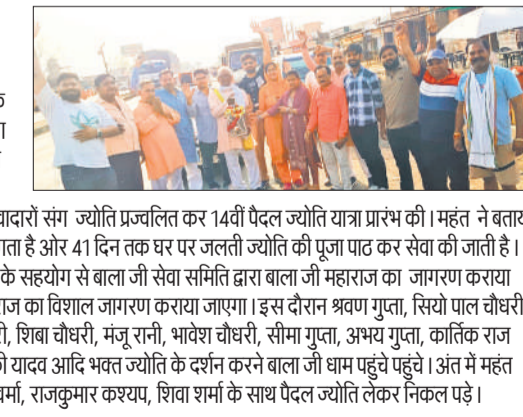 क
ा
वादारों संग ज्योति प्रज्वलित कर 14वीं पैदल ज्योति यात्रा प्रारंभ की। महंत ने बताय
ाता है ओर 41 दिन तक घर पर जलती ज्योति की पूजा पाठ कर सेवा की जाती है।
के सहयोग से बाला जी सेवा समिति द्वारा बाला जी महाराज का जागरण कराया
राज का विशाल जागरण कराया जाएगा। इस दौरान श्रवण गुप्ता, सियो पाल चौधरी
री, शिबा चौधरी, मंजू रानी, भावेश चौधरी, सीमा गुप्ता, अभय गुप्ता, कार्तिक राज
यादव आदि भक्त ज्योति के दर्शन करने बाला जी धाम पहुंचे पहुंचे। अंत में महंत
वर्मा, राजकुमार कश्यप, शिवा शर्मा के साथ पैदल ज्योति लेकर निकल पड़े।